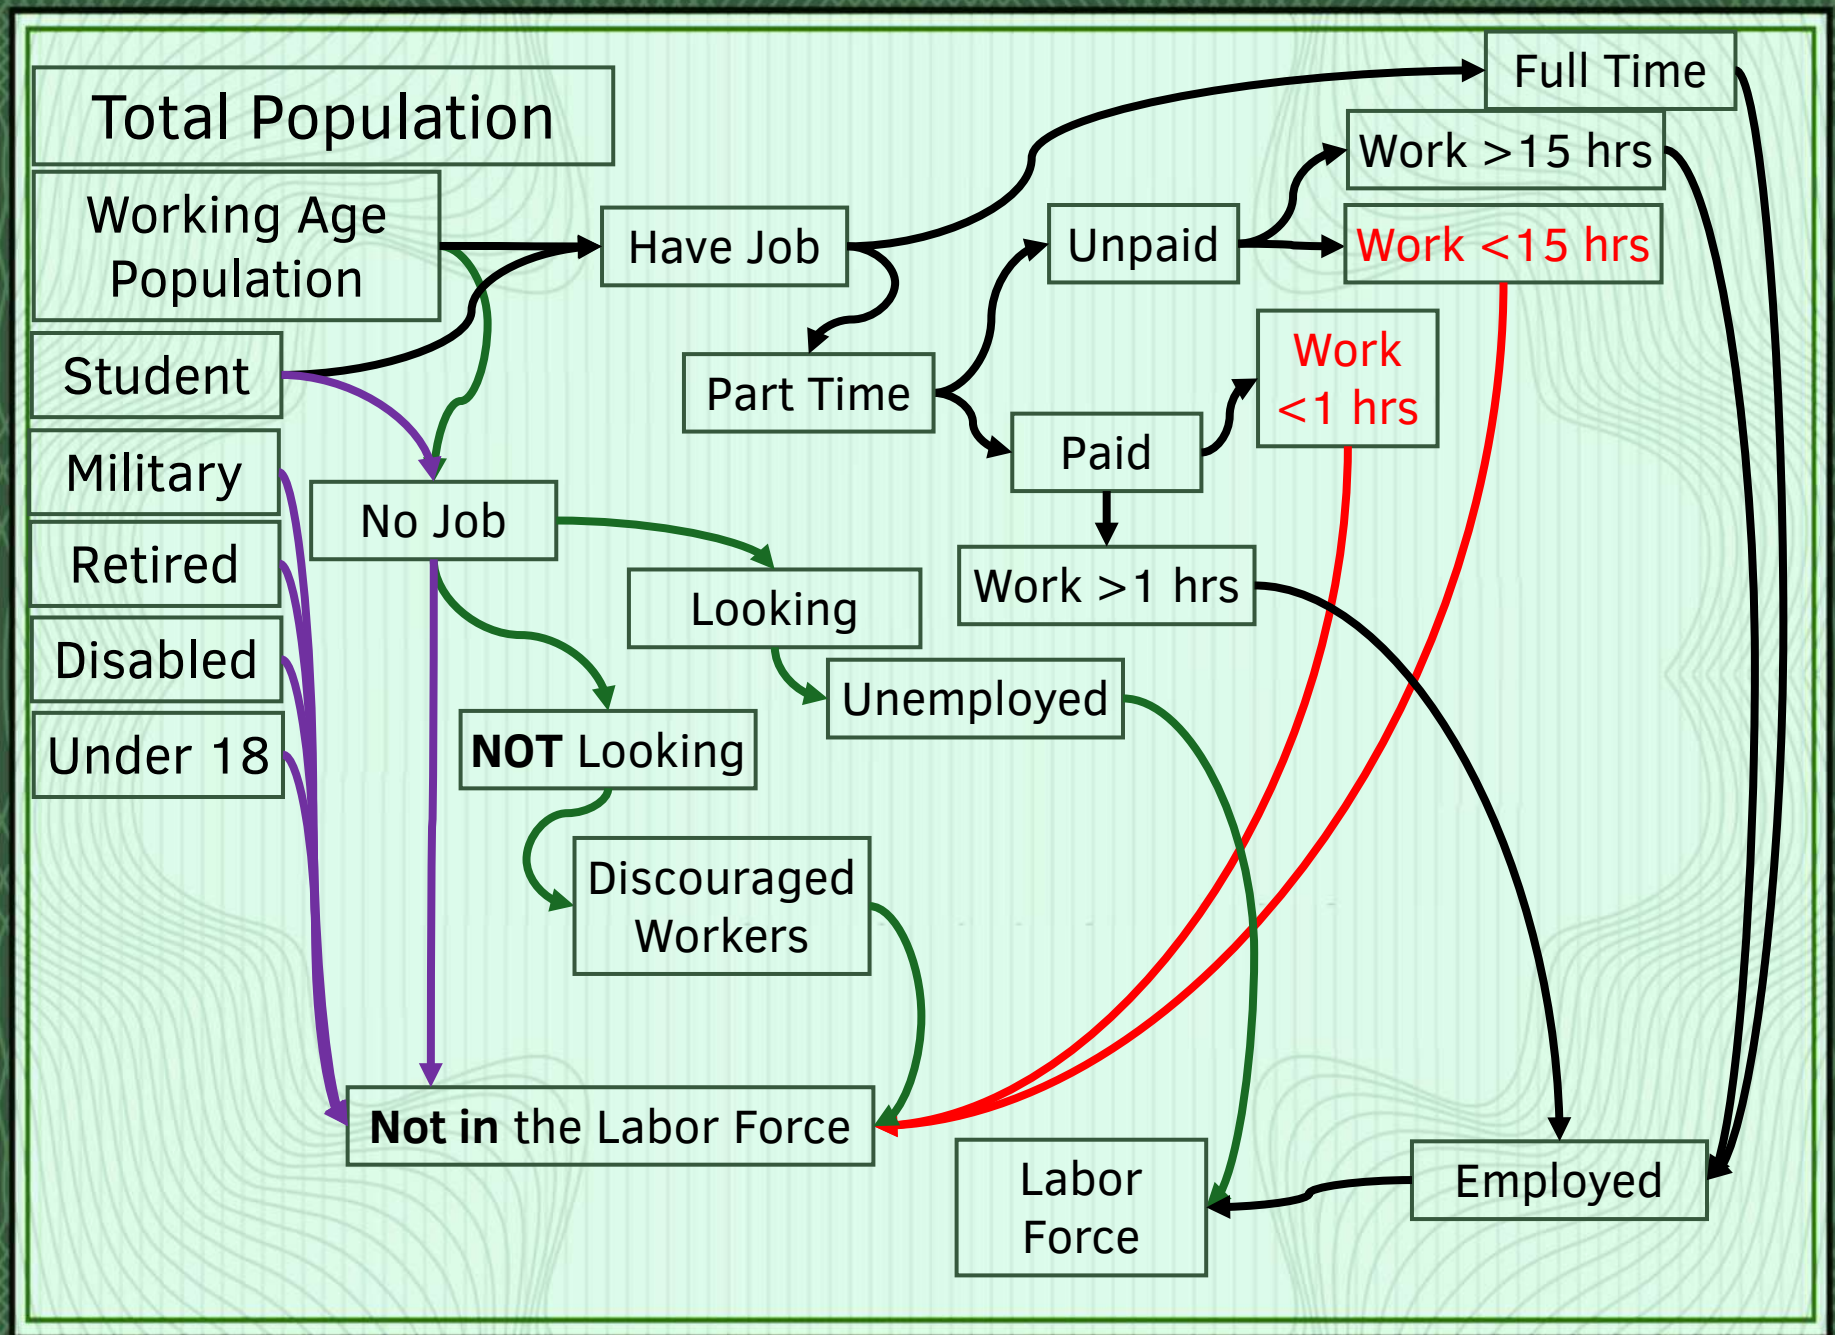 Total Population
Working Age
Population
Student
Military
Retired
Disabled
Under 18
Have Job
No Job
Part Time
Full Time
Unpaid
Work >15 hrs
Work <15 hrs
Paid
Work
<1 hrs
Work >1 hrs
Looking
Unemployed
NOT Looking
Discouraged
Workers
Not in the Labor Force
Labor
Force
Employed